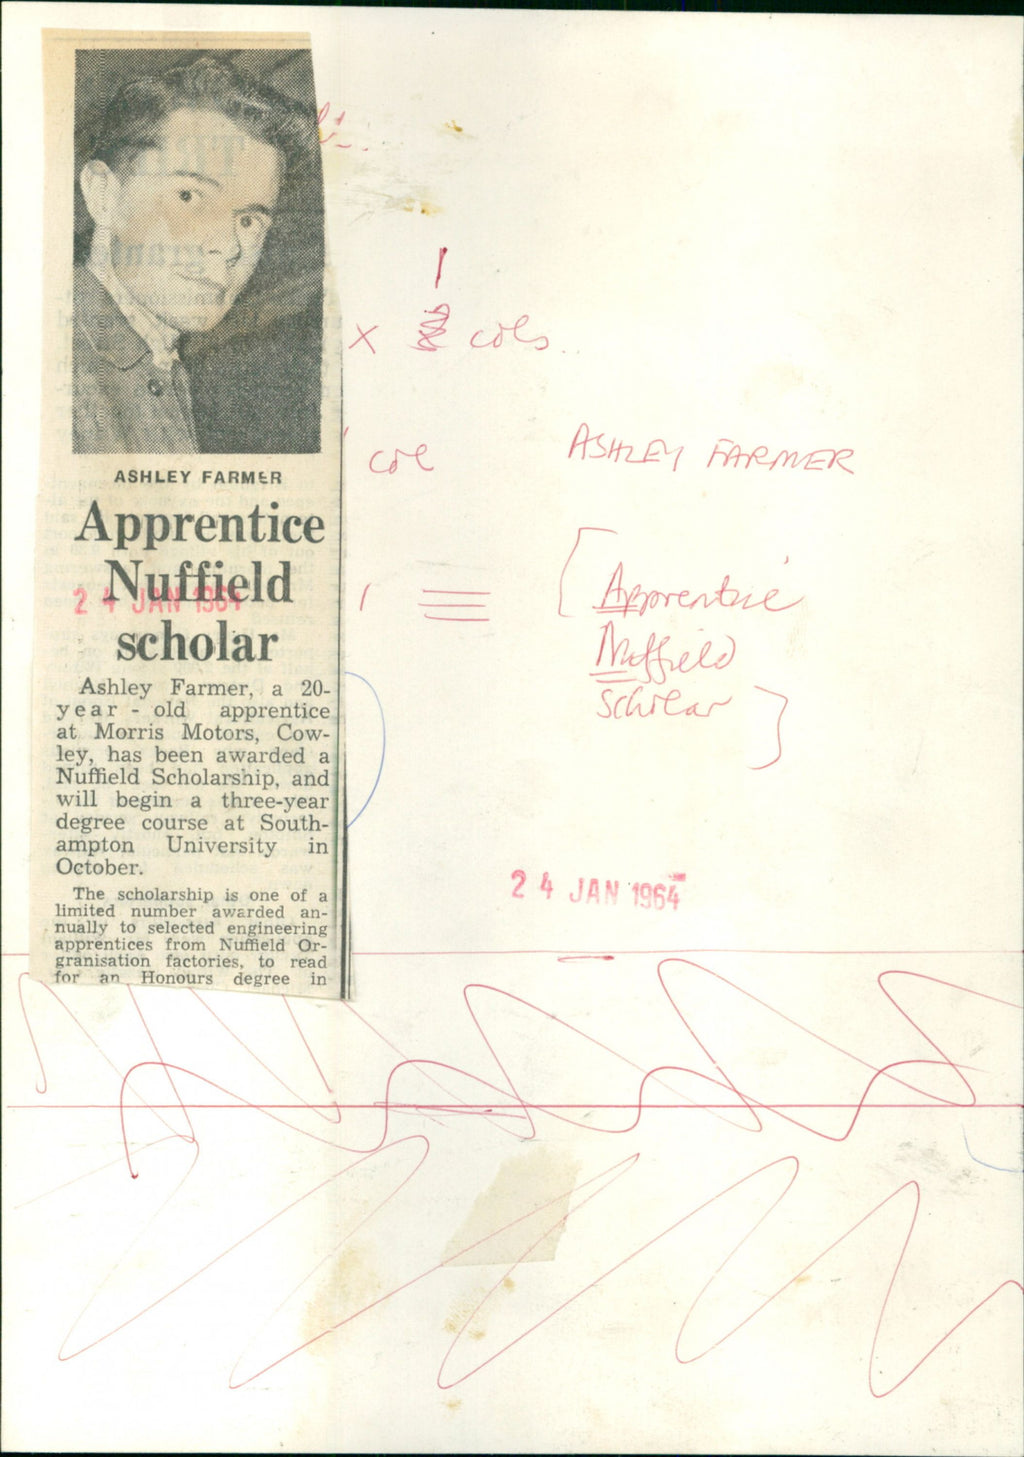 ASHLEY FARMER
Apprentice
Nuffield
24 JAN 1964
scholar
Ashley Farmer, a 20-
year-old apprentice
at Morris Motors, Cow-
ley, has been awarded a
Nuffield Scholarship, and
will begin a three-year
degree course at South-
ampton University in
October.
The scholarship is one of a
limited number awarded an-
nually to selected engineering
apprentices from Nuffield Or-
granisation factories, to read
for an Honours degree in
1
x cols
col
ASHLEY FARMER
Apprentice
Nuffield
scholar
24 JAN 1964